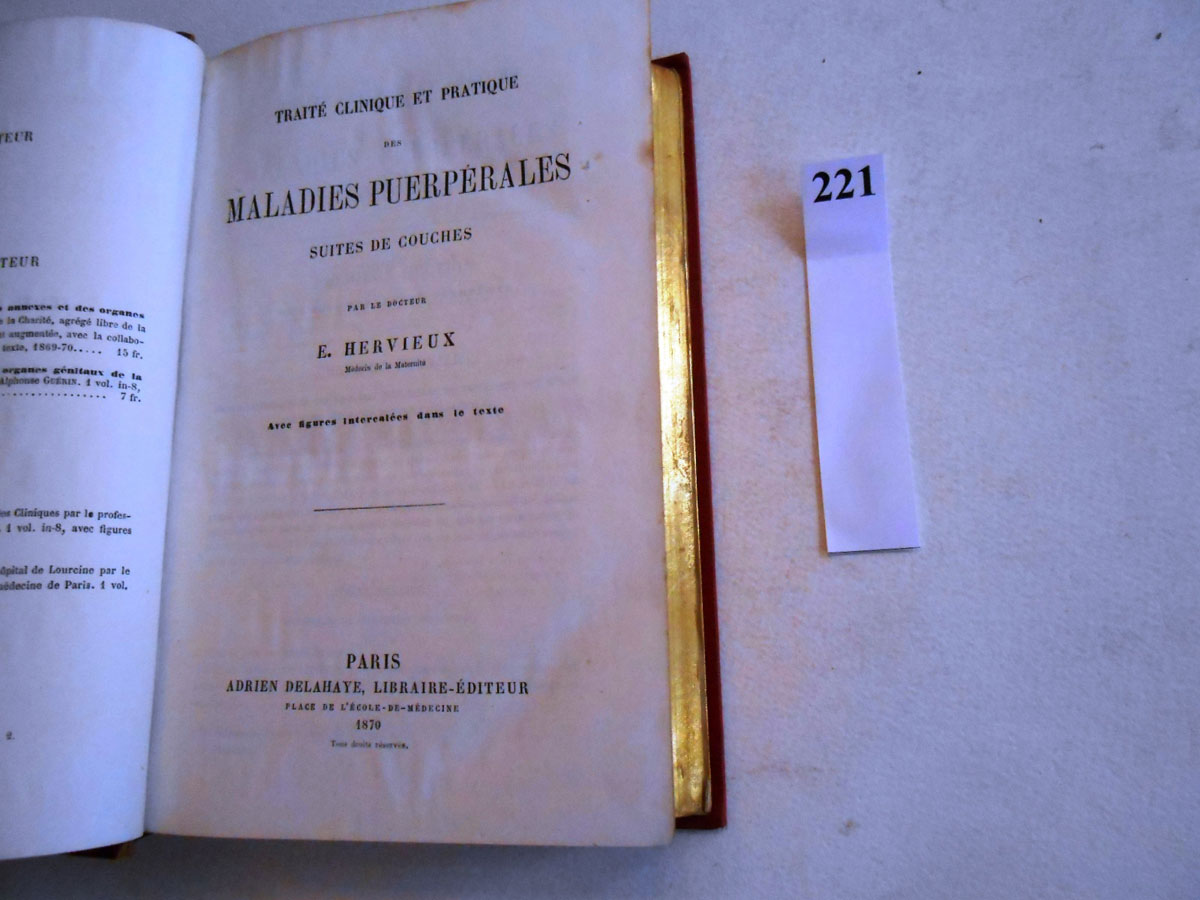 TEUR
TEUR
annexes et des organes
la Charité, agrégé libre de la
augmentée, avec la collabo-
texte, 1869-70..... 15 fr.
organes génitaux de la
Alphonse GUÉRIN. 1 vol. in-8,
.................. 7 fr.
Cliniques par le profes-
1 vol. in-8, avec figures
hôpital de Lourcine par le
médecine de Paris. 1 vol.
2.
TRAITÉ CLINIQUE ET PRATIQUE
DES
MALADIES PUERPÉRALES
SUITES DE COUCHES
PAR LE DOCTEUR
E. HERVIEUX
Médecin de la Maternité
Avec figures intercalées dans le texte
PARIS
ADRIEN DELAHAYE, LIBRAIRE-ÉDITEUR
PLACE DE L'ÉCOLE-DE-MÉDECINE
1870
Tous droits réservés.
221